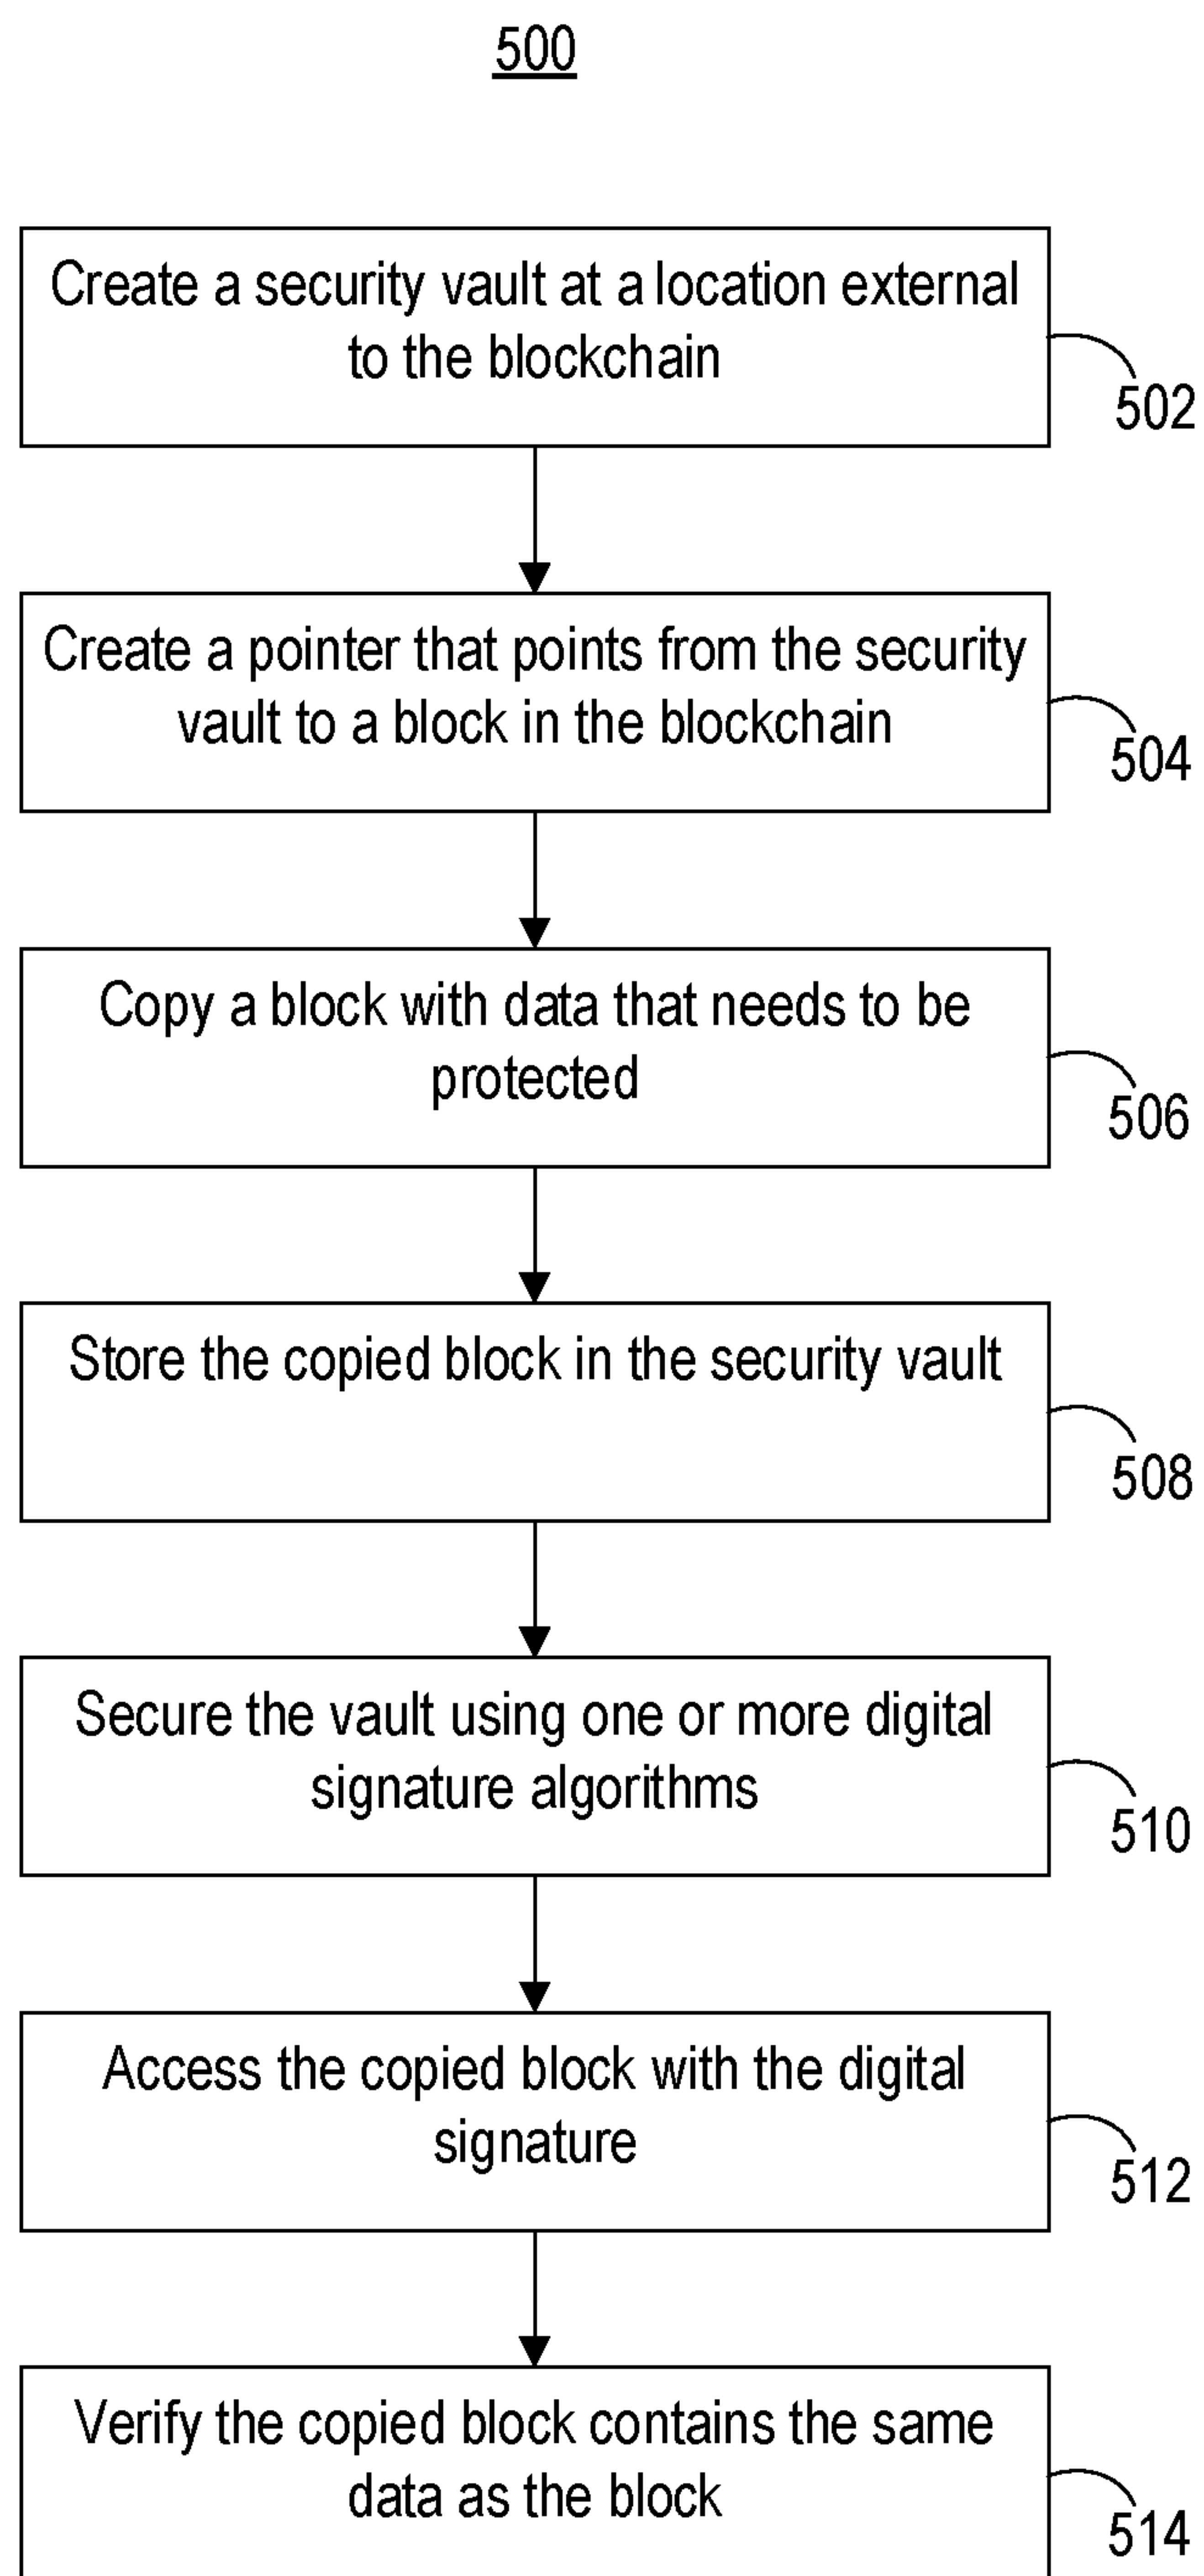 500
Create a security vault at a location external
to the blockchain
502
Create a pointer that points from the security
vault to a block in the blockchain
504
Copy a block with data that needs to be
protected
506
Store the copied block in the security vault
508
Secure the vault using one or more digital
signature algorithms
510
Access the copied block with the digital
signature
512
Verify the copied block contains the same
data as the block
514